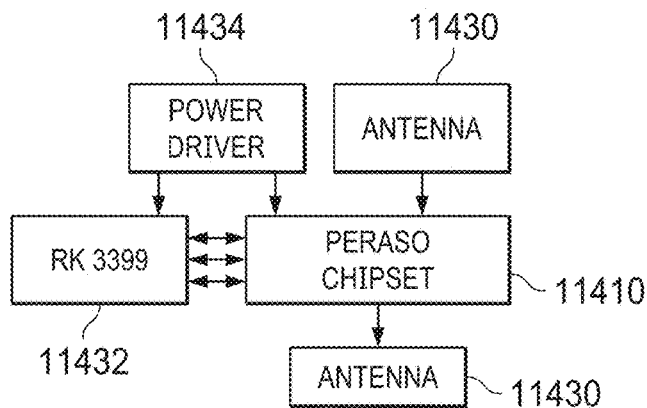 11434
11430
POWER
DRIVER
ANTENNA
RK 3399
PERASO
CHIPSET
11410
11432
ANTENNA
11430